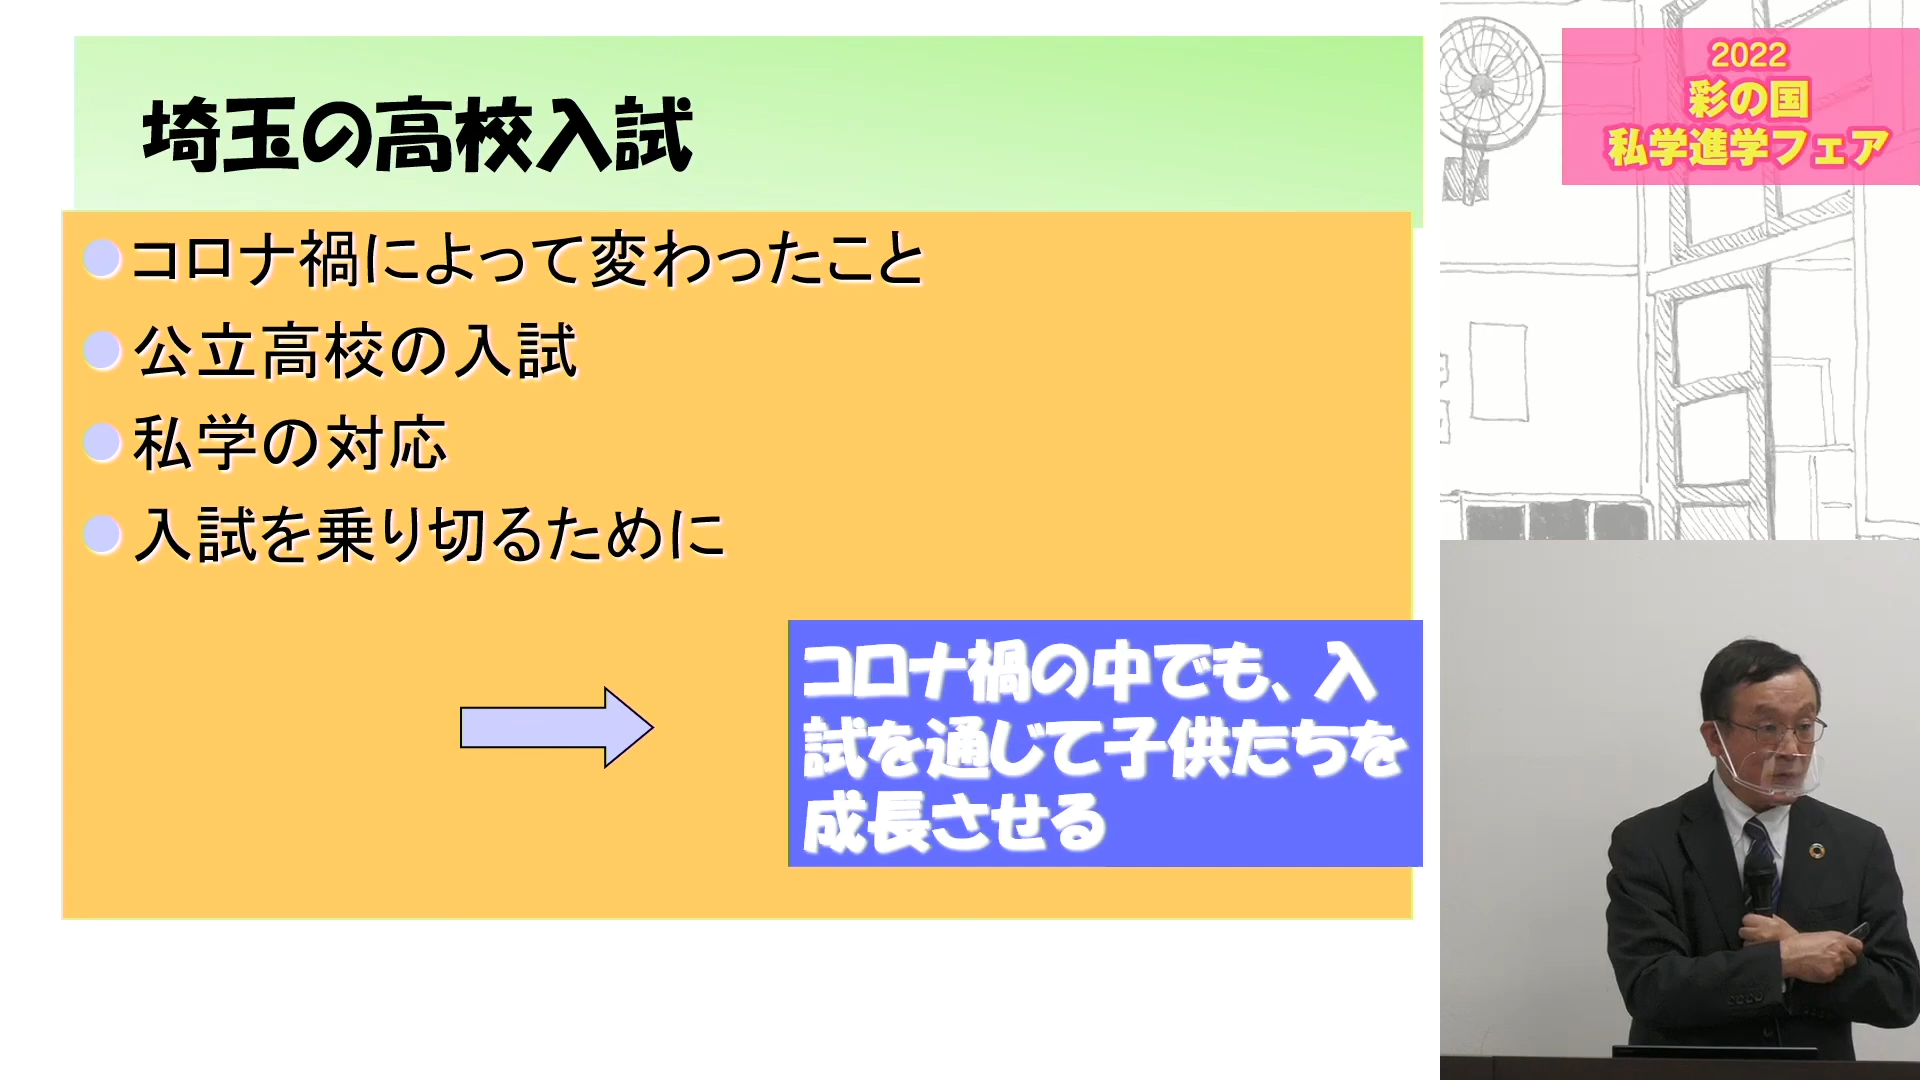 埼玉の高校入試
コロナ禍によって変わったこと
公立高校の入試
私学の対応
入試を乗り切るために
コロナ禍の中でも、入
試を通じて子供たちを
成長させる
2022
彩の国
私学進学フェア